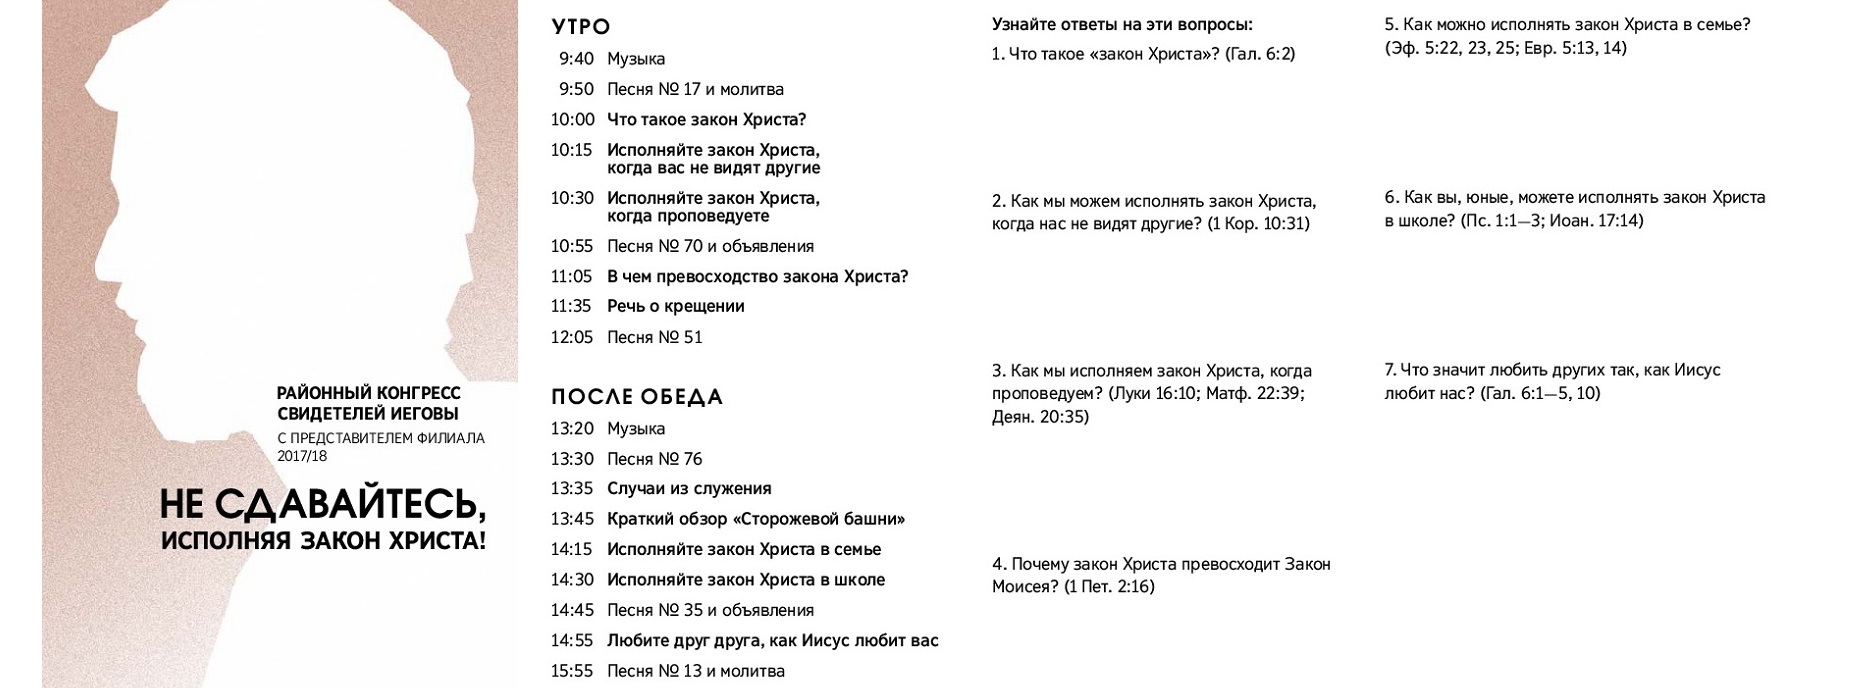 РАЙОННЫЙ КОНГРЕСС
СВИДЕТЕЛЕЙ ИЕГОВЫ
С ПРЕДСТАВИТЕЛЕМ ФИЛИАЛА
2017/18
НЕ СДАВАЙТЕСЬ,
ИСПОЛНЯЯ ЗАКОН ХРИСТА!
УТРО
9:40 Музыка
9:50 Песня № 17 и молитва
10:00 Что такое закон Христа?
10:15 Исполняйте закон Христа,
когда вас не видят другие
10:30 Исполняйте закон Христа,
когда проповедуете
10:55 Песня № 70 и объявления
11:05 В чем превосходство закона Христа?
11:35 Речь о крещении
12:05 Песня № 51
ПОСЛЕ ОБЕДА
13:20 Музыка
13:30 Песня № 76
13:35 Случаи из служения
13:45 Краткий обзор «Сторожевой башни»
14:15 Исполняйте закон Христа в семье
14:30 Исполняйте закон Христа в школе
14:45 Песня № 35 и объявления
14:55 Любите друг друга, как Иисус любит вас
15:55 Песня № 13 и молитва
Узнайте ответы на эти вопросы:
1. Что такое «закон Христа»? (Гал. 6:2)
2. Как мы можем исполнять закон Христа,
когда нас не видят другие? (1 Кор. 10:31)
3. Как мы исполняем закон Христа, когда
проповедуем? (Луки 16:10; Матф. 22:39;
Деян. 20:35)
4. Почему закон Христа превосходит Закон
Моисея? (1 Пет. 2:16)
5. Как можно исполнять закон Христа в семье?
(Эф. 5:22, 23, 25; Евр. 5:13, 14)
6. Как вы, юные, можете исполнять закон Христа
в школе? (Пс. 1:1—3; Иоан. 17:14)
7. Что значит любить других так, как Иисус
любит нас? (Гал. 6:1—5, 10)